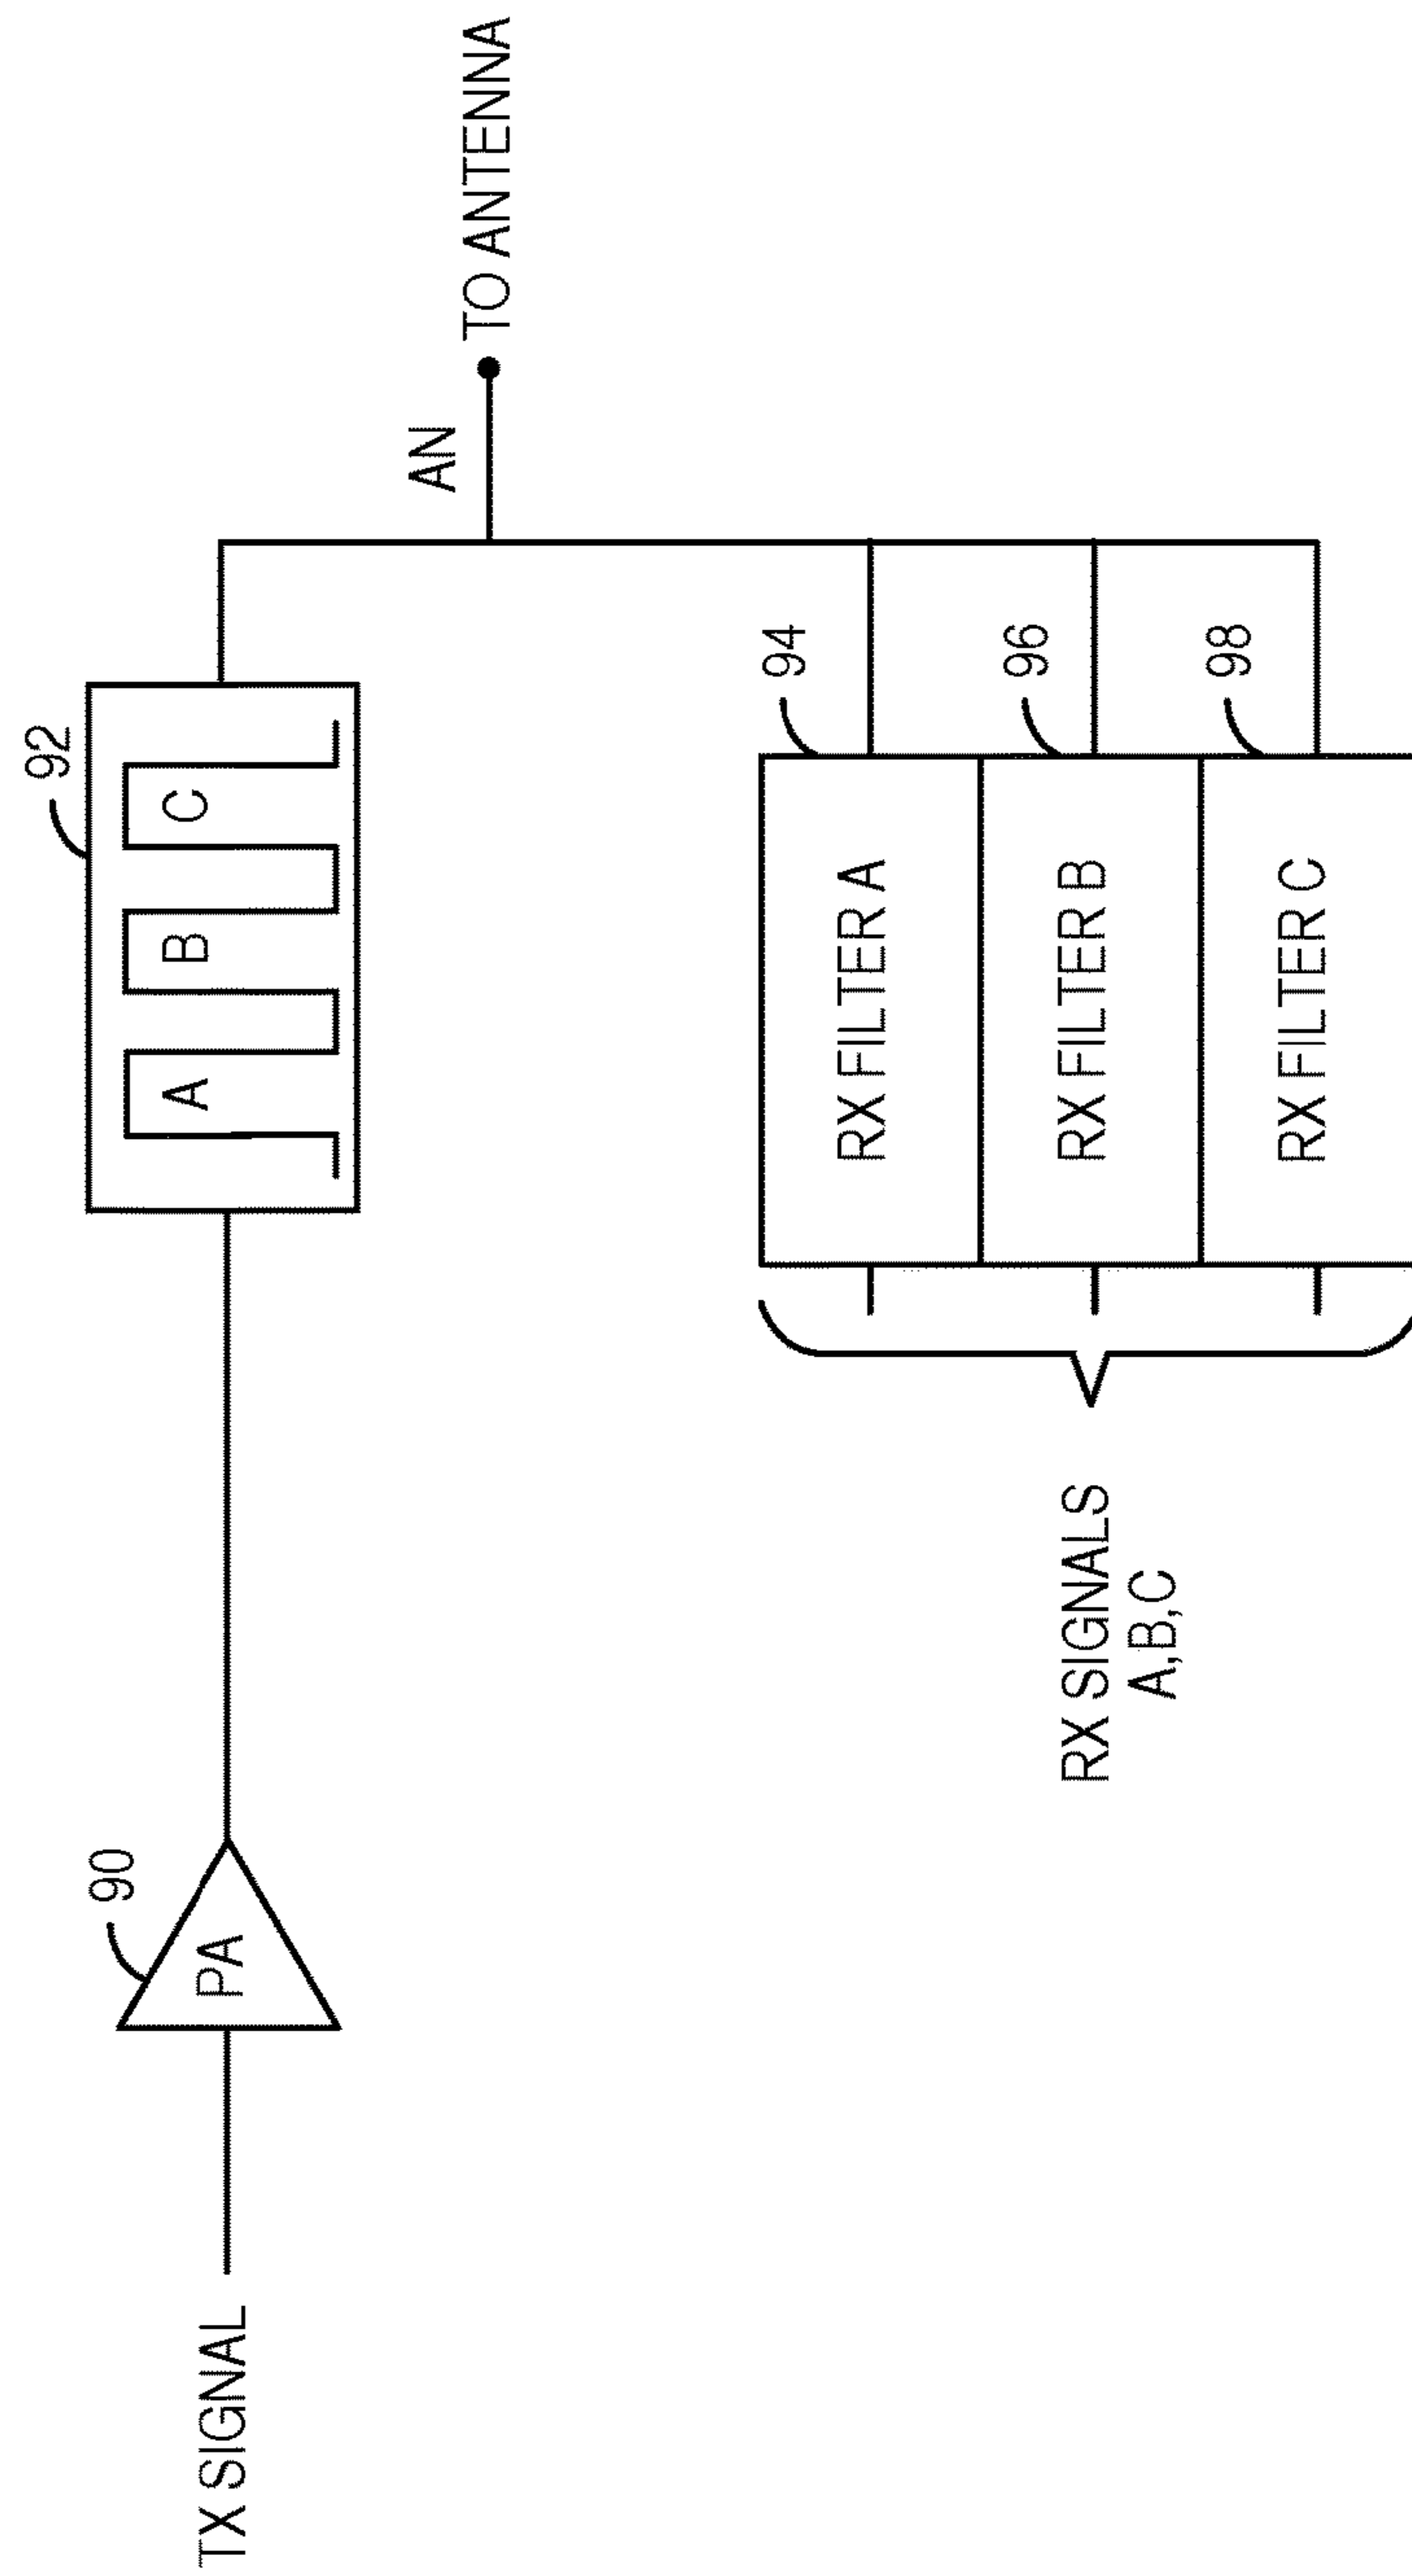 92
A
B
C
90
PA
TX SIGNAL
AN
TO ANTENNA
94
RX FILTER A
96
RX FILTER B
98
RX FILTER C
RX SIGNALS
A,B,C